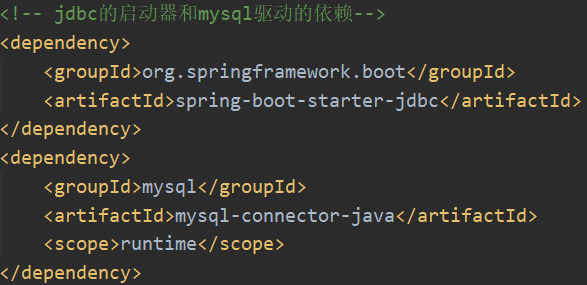 <!-- jdbc的启动器和mysql驱动的依赖-->
<dependency>
    <groupId>org.springframework.boot</groupId>
    <artifactId>spring-boot-starter-jdbc</artifactId>
</dependency>
<dependency>
    <groupId>mysql</groupId>
    <artifactId>mysql-connector-java</artifactId>
    <scope>runtime</scope>
</dependency>